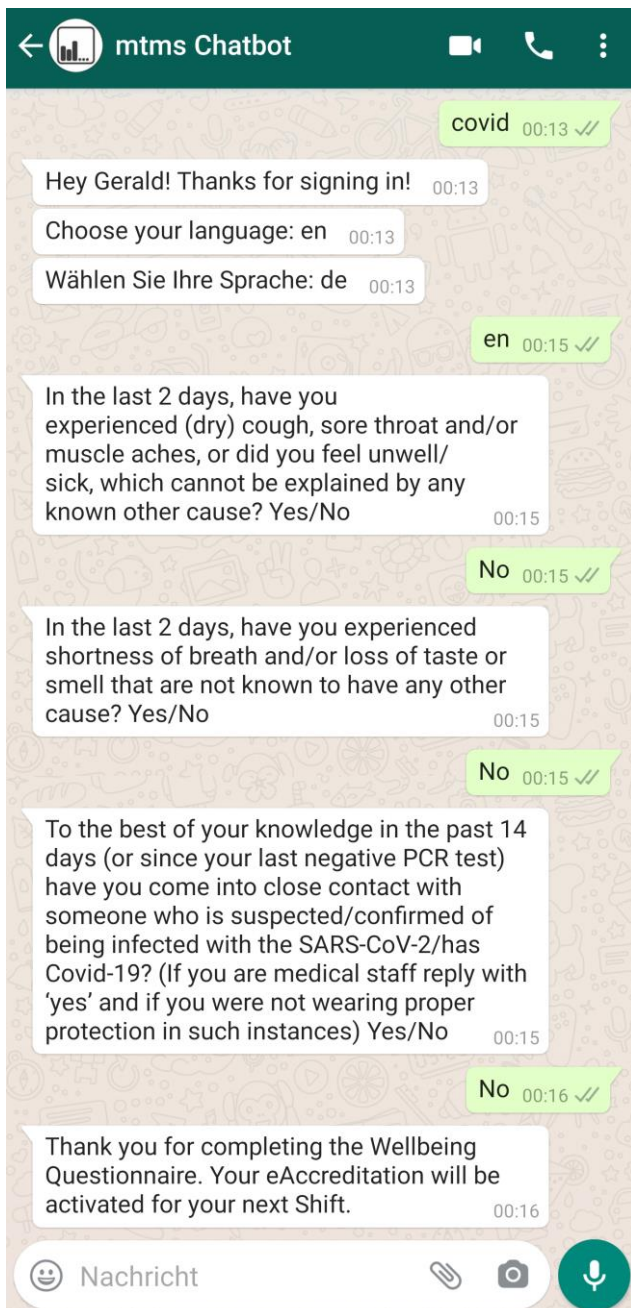 mtms Chatbot
covid 00:13
Hey Gerald! Thanks for signing in! 00:13
Choose your language: en 00:13
Wählen Sie Ihre Sprache: de 00:13
en 00:15
In the last 2 days, have you
experienced (dry) cough, sore throat and/or
muscle aches, or did you feel unwell/
sick, which cannot be explained by any
known other cause? Yes/No 00:15
No 00:15
In the last 2 days, have you experienced
shortness of breath and/or loss of taste or
smell that are not known to have any other
cause? Yes/No 00:15
No 00:15
To the best of your knowledge in the past 14
days (or since your last negative PCR test)
have you come into close contact with
someone who is suspected/confirmed of
being infected with the SARS-CoV-2/has
Covid-19? (If you are medical staff reply with
‘yes’ and if you were not wearing proper
protection in such instances) Yes/No 00:15
No 00:16
Thank you for completing the Wellbeing
Questionnaire. Your eAccreditation will be
activated for your next Shift. 00:16
Nachricht